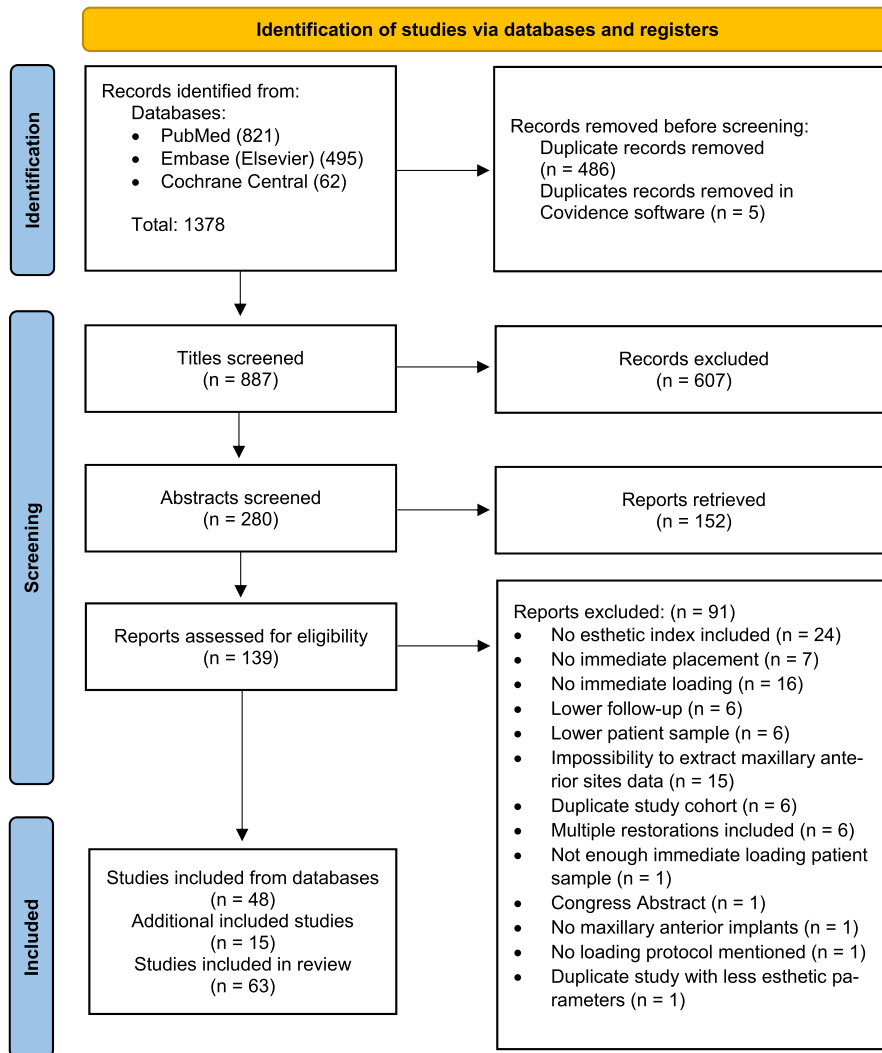 Identification of studies via databases and registers
Identification
Records identified from:
Databases:
• PubMed (821)
• Embase (Elsevier) (495)
• Cochrane Central (62)
Total: 1378
Records removed before screening:
Duplicate records removed
(n = 486)
Duplicates records removed in
Covidence software (n = 5)
Screening
Titles screened
(n = 887)
Records excluded
(n = 607)
Abstracts screened
(n = 280)
Reports retrieved
(n = 152)
Reports assessed for eligibility
(n = 139)
Reports excluded: (n = 91)
• No esthetic index included (n = 24)
• No immediate placement (n = 7)
• No immediate loading (n = 16)
• Lower follow-up (n = 6)
• Lower patient sample (n = 6)
• Impossibility to extract maxillary ante-
rior sites data (n = 15)
• Duplicate study cohort (n = 6)
• Multiple restorations included (n = 6)
• Not enough immediate loading patient
sample (n = 1)
• Congress Abstract (n = 1)
• No maxillary anterior implants (n = 1)
• No loading protocol mentioned (n = 1)
• Duplicate study with less esthetic pa-
rameters (n = 1)
Included
Studies included from databases
(n = 48)
Additional included studies
(n = 15)
Studies included in review
(n = 63)